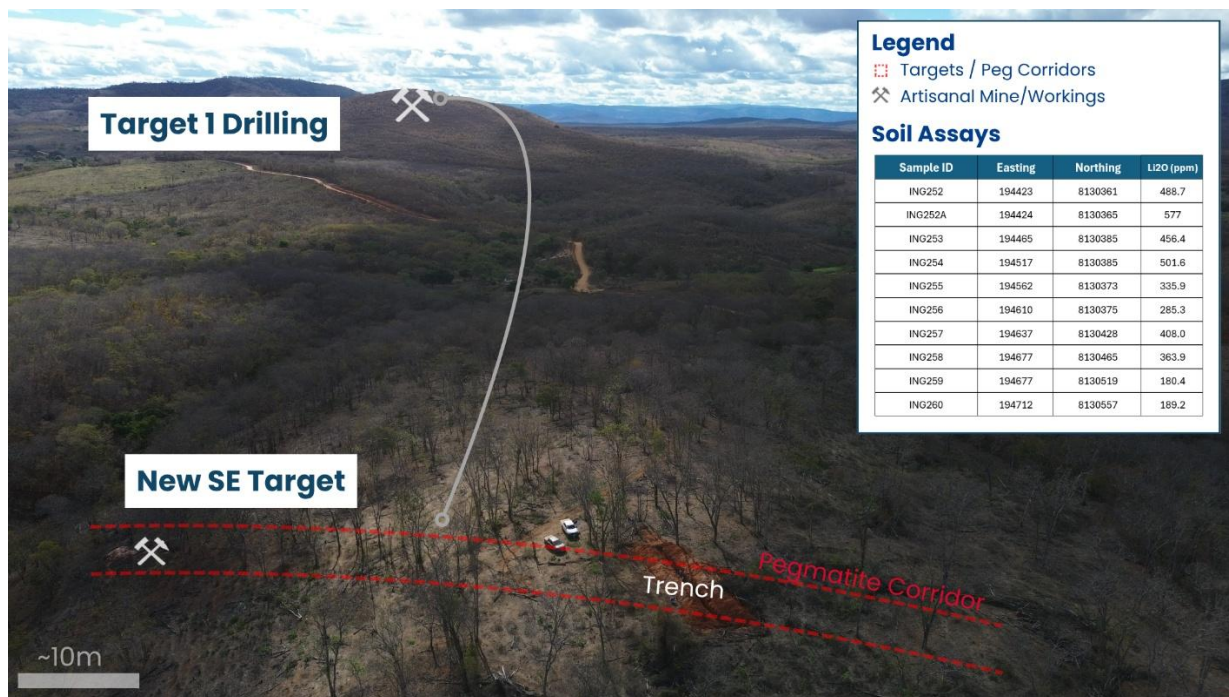 Target 1 Drilling
New SE Target
Trench
Pegmatite Corridor
~10m
Legend
Targets / Peg Corridors
Artisanal Mine/Workings
Soil Assays
Sample ID Easting Northing Li2O (ppm)
ING252 194423 8130361 488.7
ING252A 194424 8130365 577
ING253 194465 8130385 456.4
ING254 194517 8130385 501.6
ING255 194562 8130373 335.9
ING256 194610 8130375 285.3
ING257 194637 8130428 408.0
ING258 194677 8130465 363.9
ING259 194677 8130519 180.4
ING260 194712 8130557 189.2